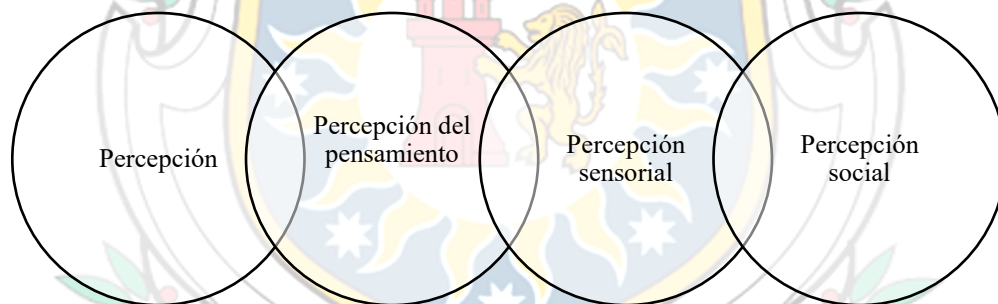 Percepción
Percepción del
pensamiento
Percepción
sensorial
Percepción
social